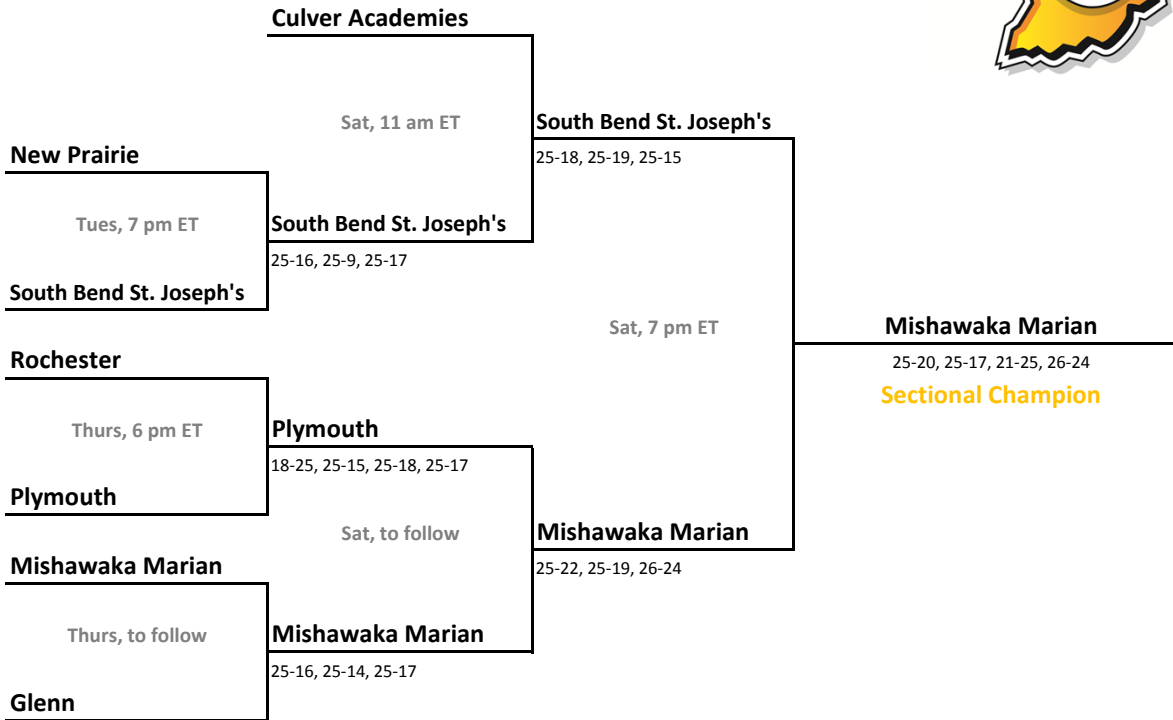 Culver Academies
Sat, 11 am ET
South Bend St. Joseph's
25-18, 25-19, 25-15
New Prairie
Tues, 7 pm ET
South Bend St. Joseph's
25-16, 25-9, 25-17
South Bend St. Joseph's
Sat, 7 pm ET
Mishawaka Marian
25-20, 25-17, 21-25, 26-24
Sectional Champion
Rochester
Thurs, 6 pm ET
Plymouth
18-25, 25-15, 25-18, 25-17
Plymouth
Sat, to follow
Mishawaka Marian
25-22, 25-19, 26-24
Mishawaka Marian
Thurs, to follow
Mishawaka Marian
25-16, 25-14, 25-17
Glenn